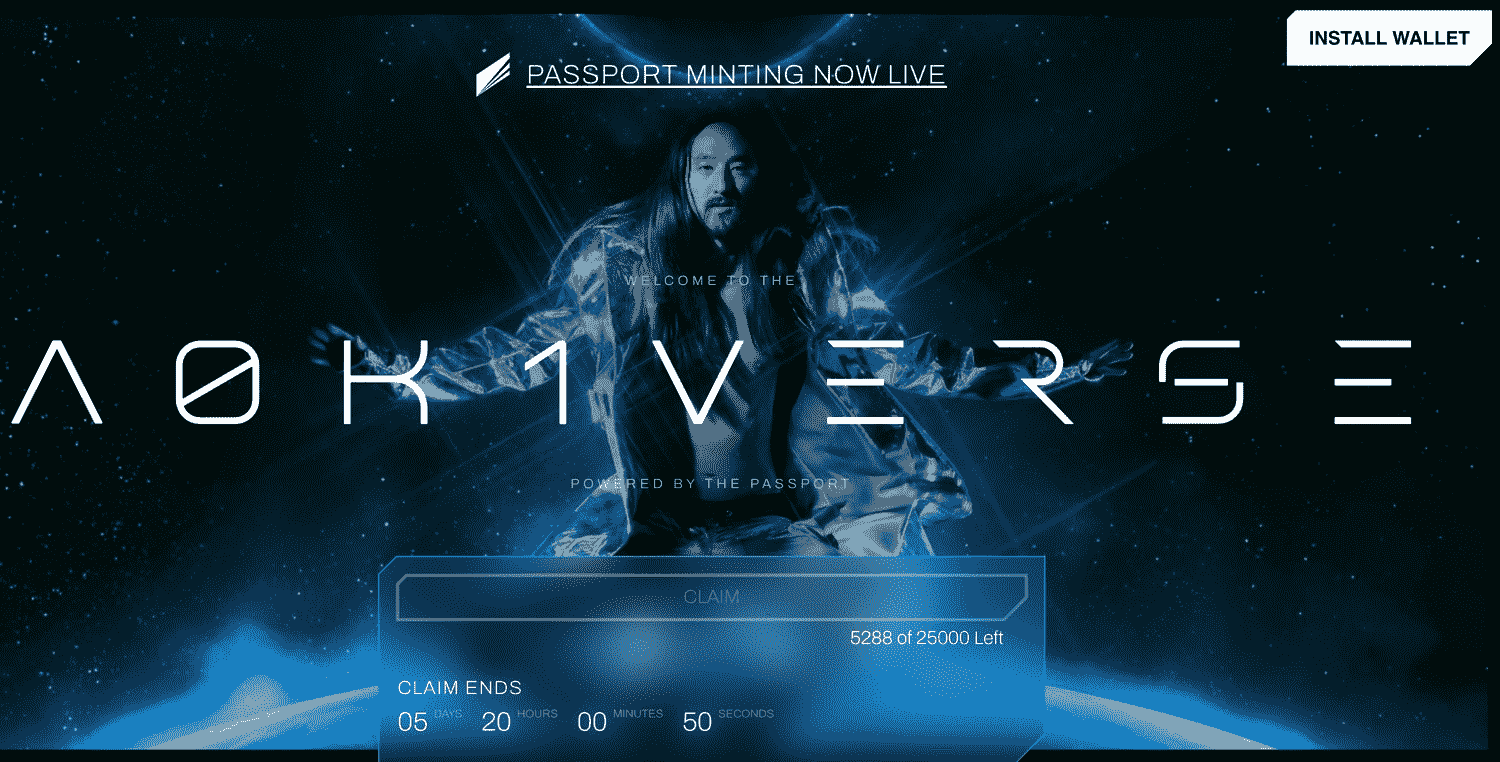 INSTALL WALLET
PASSPORT MINTING NOW LIVE
WELCOME TO THE
A0K1VERSE
POWERED BY THE PASSPORT
CLAIM
5288 of 25000 Left
CLAIM ENDS
05 DAYS 20 HOURS 00 MINUTES 50 SECONDS